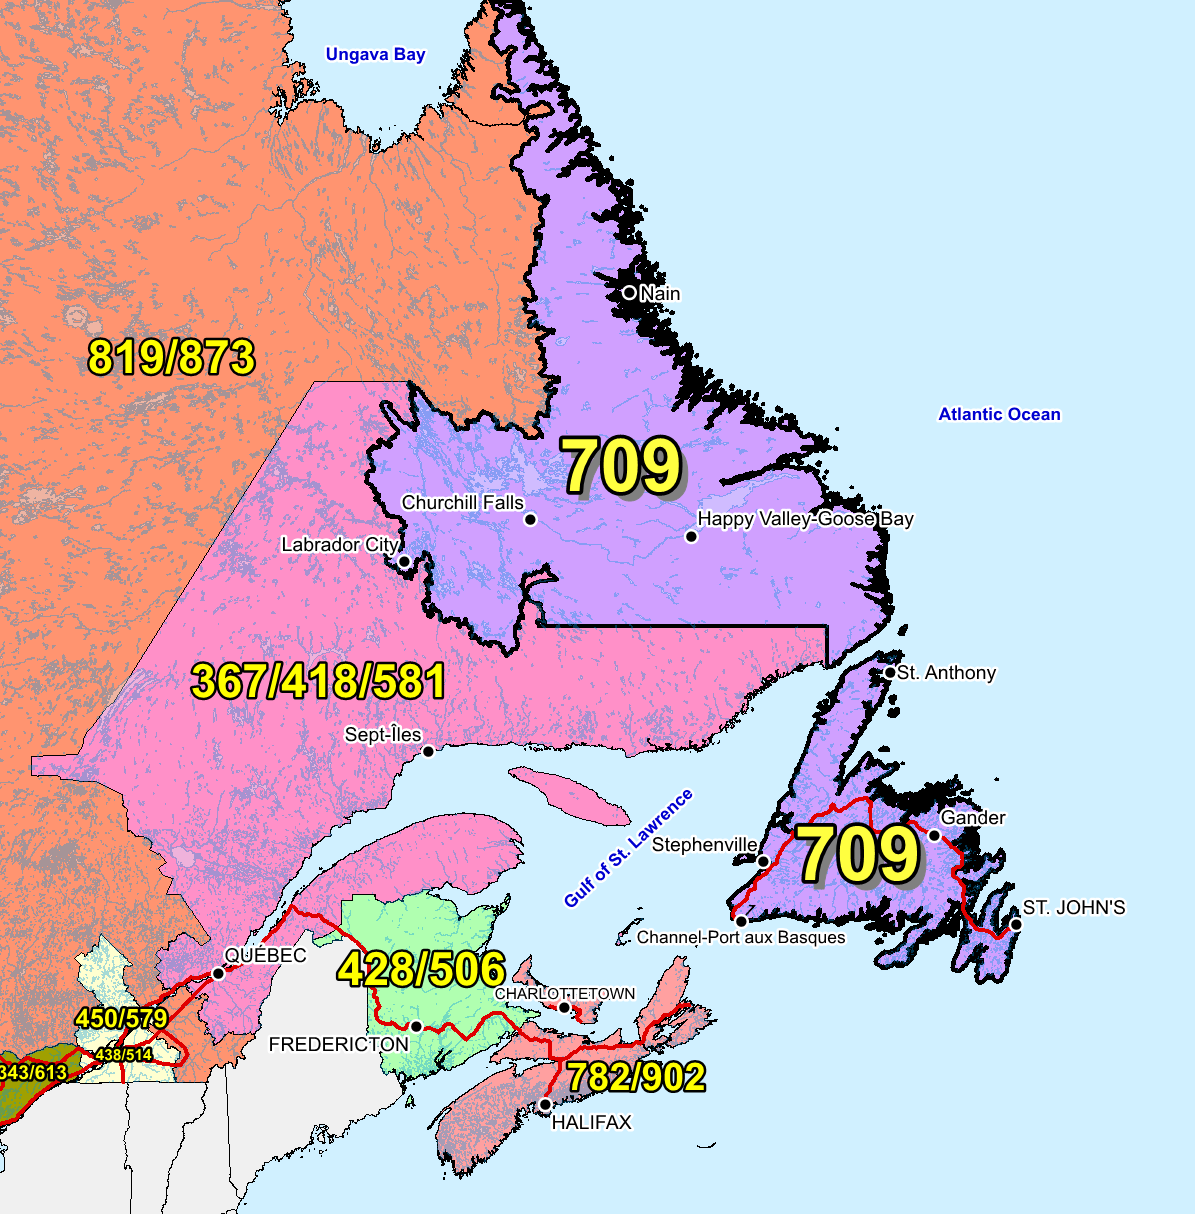 Ungava Bay
Nain
819/873
Atlantic Ocean
709
Churchill Falls
Happy Valley-Goose Bay
Labrador City
367/418/581
St. Anthony
Sept-Îles
Gulf of St. Lawrence
Gander
Stephenville
709
ST. JOHN'S
Channel-Port aux Basques
QUÉBEC
428/506
CHARLOTTETOWN
450/579
FREDERICTON
438/514
343/613
782/902
HALIFAX